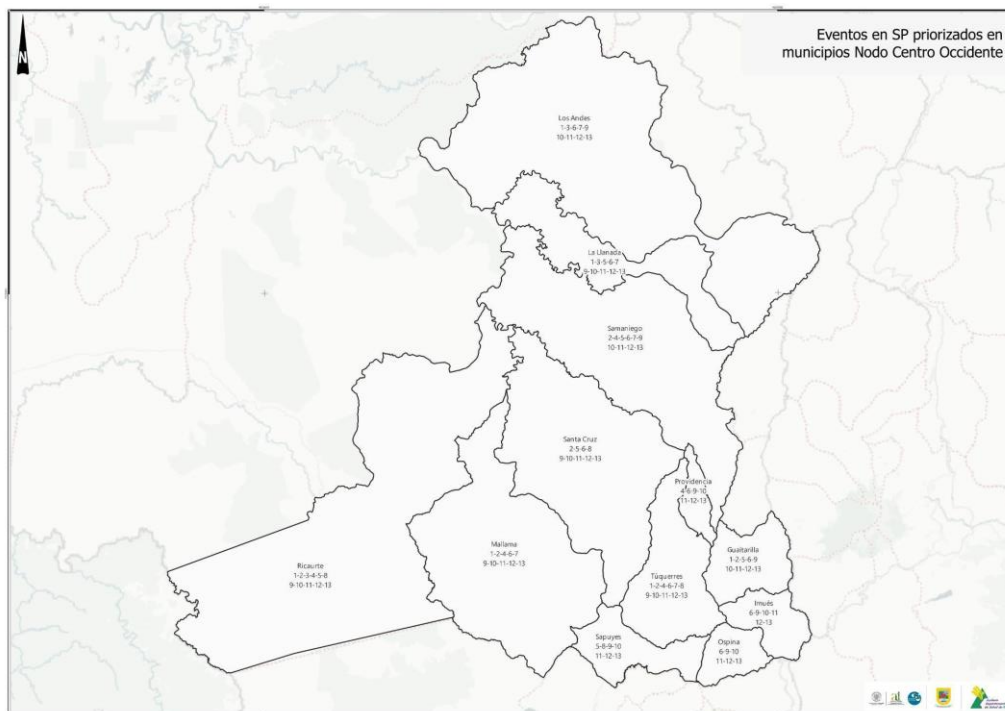 Eventos en SP priorizados en
municipios Nodo Centro Occidente
N
Los Andes
1-3-6-7-9
10-11-12-13
La Llanada
1-3-5-6-7
9-10-11-12-13
Samaniego
2-4-5-6-7-9
10-11-12-13
Santa Cruz
2-5-6-8
9-10-11-12-13
Providencia
4-6-9-10
11-12-13
Mallama
1-2-4-6-7
9-10-11-12-13
Guaitarilla
1-2-5-6-9
10-11-12-13
Ricaurte
1-2-3-4-5-8
9-10-11-12-13
Túquerres
1-2-4-6-7-8
9-10-11-12-13
Imués
6-9-10-11
12-13
Sapuyes
5-8-9-10
11-12-13
Ospina
6-9-10
11-12-13